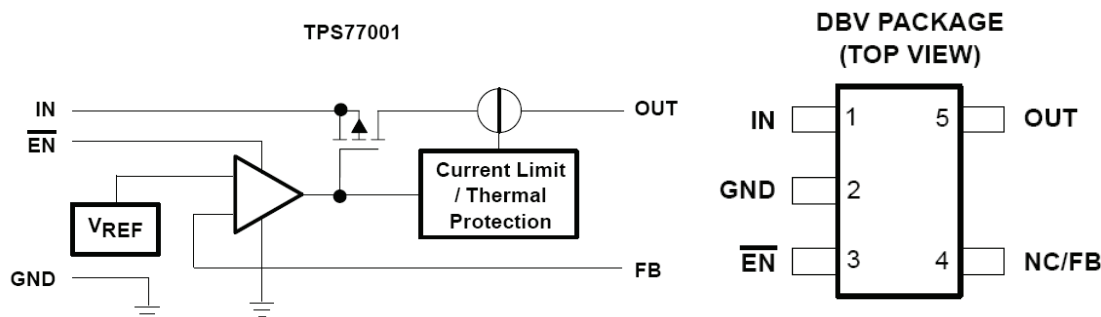 TPS77001
IN
EN
OUT
Current Limit
/ Thermal
Protection
VREF
GND
FB
DBV PACKAGE
(TOP VIEW)
IN
1
5
OUT
GND
2
EN
3
4
NC/FB